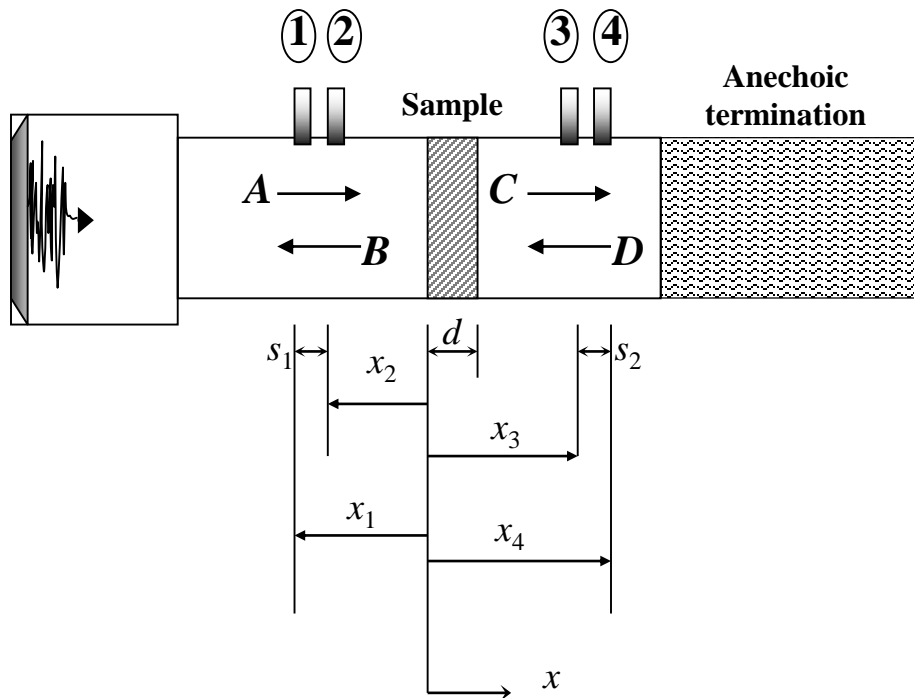 1 2 3 4
Sample
Anechoic
termination
A C
B D
s1 d s2
x2
x3
x1
x4
x